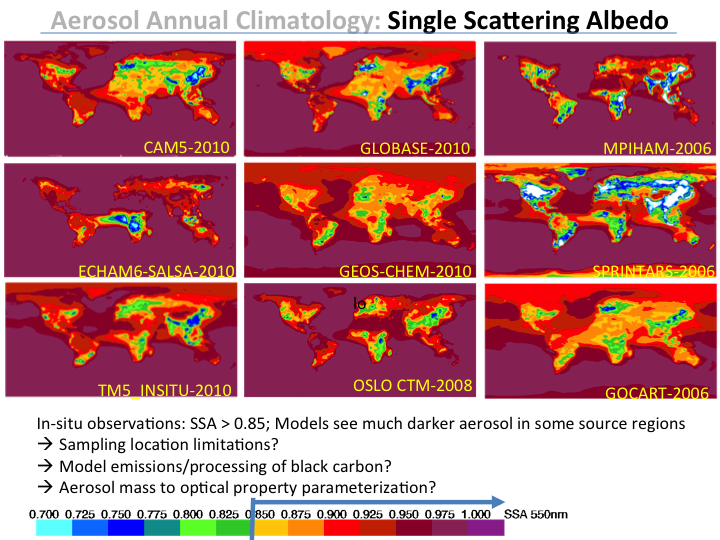 Aerosol Annual Climatology: Single Scattering Albedo
CAM5-2010
GLOBASE-2010
MPIHAM-2006
ECHAM6-SALSA-2010
GEOS-CHEM-2010
SPRINTARS-2006
lo
TM5_INSITU-2010
OSLO CTM-2008
GOCART-2006
In-situ observations: SSA > 0.85; Models see much darker aerosol in some source regions
→ Sampling location limitations?
→ Model emissions/processing of black carbon?
→ Aerosol mass to optical property parameterization?
0.700 0.725 0.750 0.775 0.800 0.825 0.850 0.875 0.900 0.925 0.950 0.975 1.000 SSA 550nm